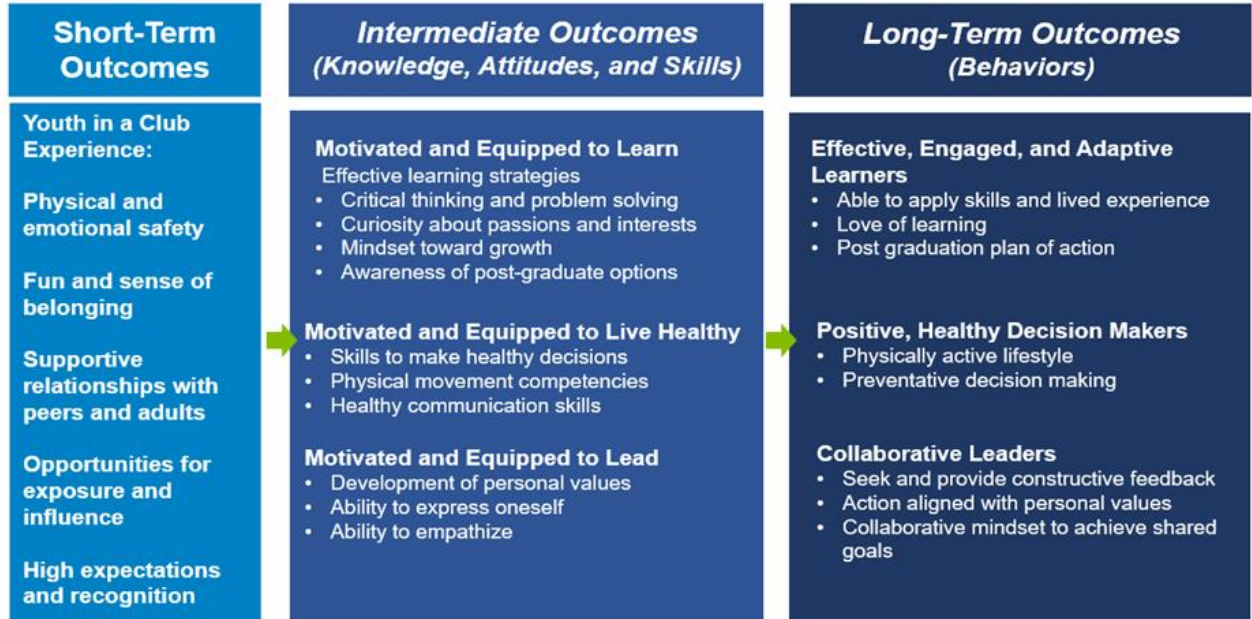 Short-Term
Outcomes
Youth in a Club
Experience:
Physical and
emotional safety
Fun and sense of
belonging
Supportive
relationships with
peers and adults
Opportunities for
exposure and
influence
High expectations
and recognition
Intermediate Outcomes
(Knowledge, Attitudes, and Skills)
Motivated and Equipped to Learn
Effective learning strategies
• Critical thinking and problem solving
• Curiosity about passions and interests
• Mindset toward growth
• Awareness of post-graduate options
Motivated and Equipped to Live Healthy
• Skills to make healthy decisions
• Physical movement competencies
• Healthy communication skills
Motivated and Equipped to Lead
• Development of personal values
• Ability to express oneself
• Ability to empathize
Long-Term Outcomes
(Behaviors)
Effective, Engaged, and Adaptive
Learners
• Able to apply skills and lived experience
• Love of learning
• Post graduation plan of action
Positive, Healthy Decision Makers
• Physically active lifestyle
• Preventative decision making
Collaborative Leaders
• Seek and provide constructive feedback
• Action aligned with personal values
• Collaborative mindset to achieve shared
goals